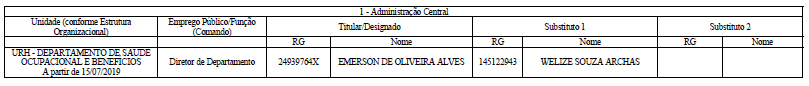 1 - Administração Central
Unidade (conforme Estrutura Organizacional) Emprego Público/Função (Comando) Titular/Designado Substituto 1 Substituto 2
RG Nome RG Nome RG Nome
URH - DEPARTAMENTO DE SAUDE
OCUPACIONAL E BENEFICIOS
A partir de 15/07/2019
Diretor de Departamento 24939764X EMERSON DE OLIVEIRA ALVES 145122943 WELIZE SOUZA ARCHAS